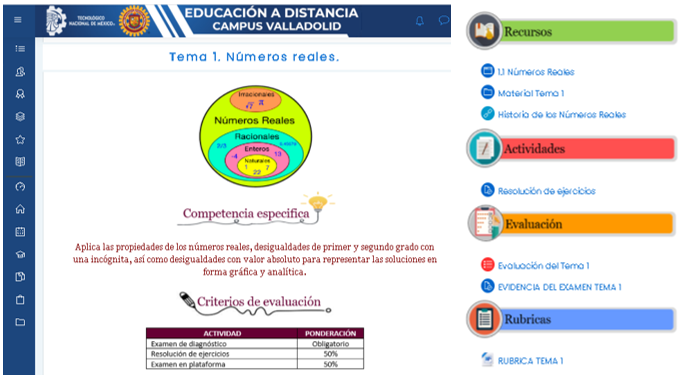 TECNOLÓGICO
NACIONAL DE MÉXICO
EDUCACIÓN A DISTANCIA
CAMPUS VALLADOLID
Tema 1. Números reales.
Irracionales
√7 π
Números Reales
Racionales
Enteros
-4
13
Naturales
1 7
22
Competencia especifica
Aplica las propiedades de los números reales, desigualdades de primer y segundo grado con
una incógnita, así como desigualdades con valor absoluto para representar las soluciones en
forma gráfica y analítica.
Criterios de evaluación
ACTIVIDAD PONDERACIÓN
Examen de diagnóstico Obligatorio
Resolución de ejercicios 50%
Examen en plataforma 50%
Recursos
1.1 Números Reales
Material Tema 1
Historia de los Números Reales
Actividades
Resolución de ejercicios
Evaluación
Evaluación del Tema 1
EVIDENCIA DEL EXAMEN TEMA 1
Rubricas
RUBRICA TEMA 1